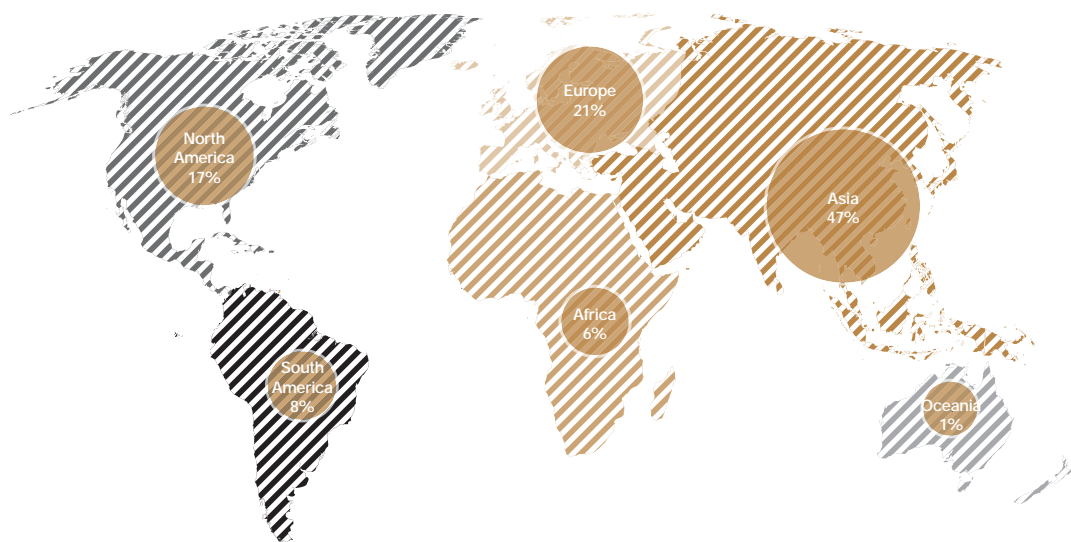 North
America
17%
Europe
21%
Asia
47%
Africa
6%
South
America
8%
Oceania
1%